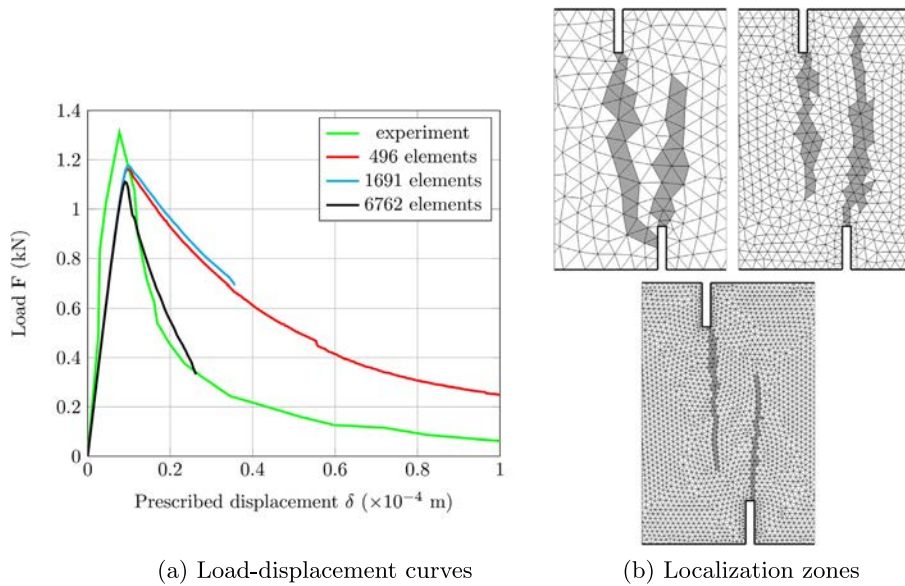 1.4
1.2
1
0.8
0.6
0.4
0.2
0
Load F (kN)
experiment
496 elements
1691 elements
6762 elements
0 0.2 0.4 0.6 0.8 1
Prescribed displacement δ (×10⁻⁴ m)
(a) Load-displacement curves
(b) Localization zones